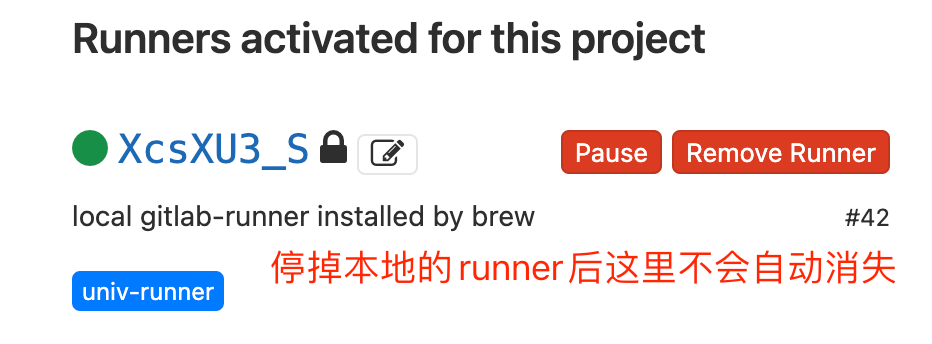 Runners activated for this project
XcsXU3_S
Pause
Remove Runner
local gitlab-runner installed by brew
#42
停掉本地的runner后这里不会自动消失
univ-runner